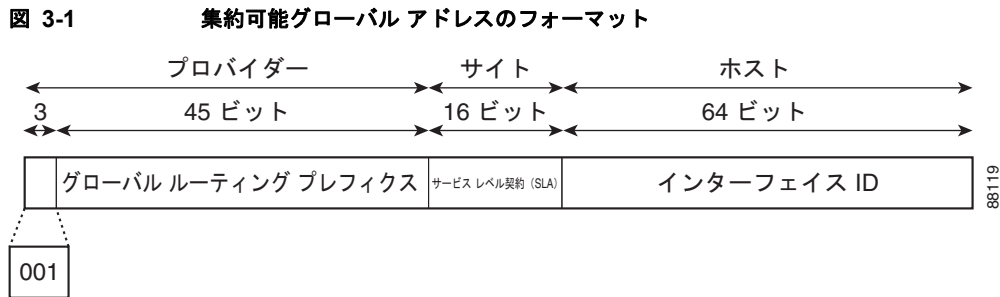 図 3-1 集約可能グローバル アドレスのフォーマット
プロバイダー サイト ホスト
3 45 ビット 16 ビット 64 ビット
グローバル ルーティング プレフィクス サービス レベル契約（SLA） インターフェイス ID
88119
001